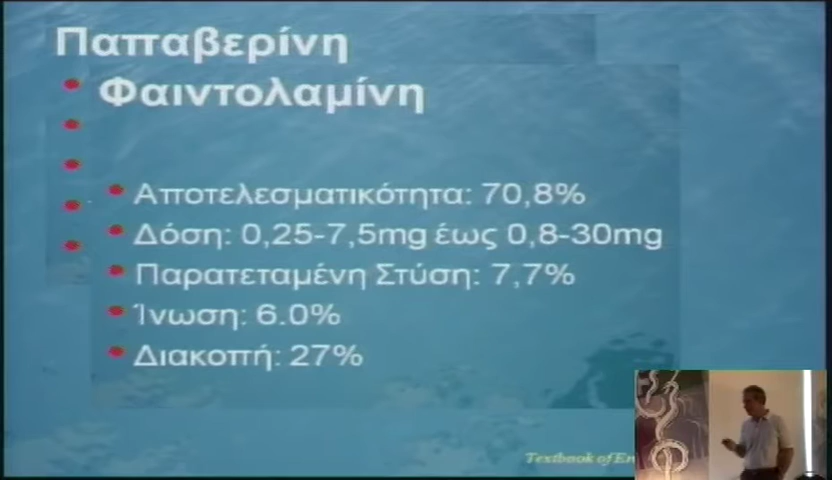 Παπαβερίνη
Φαιντολαμίνη
Αποτελεσματικότητα: 70,8%
Δόση: 0,25-7,5mg έως 0,8-30mg
Παρατεταμένη Στύση: 7,7%
Ίνωση: 6.0%
Διακοπή: 27%
Textbook of